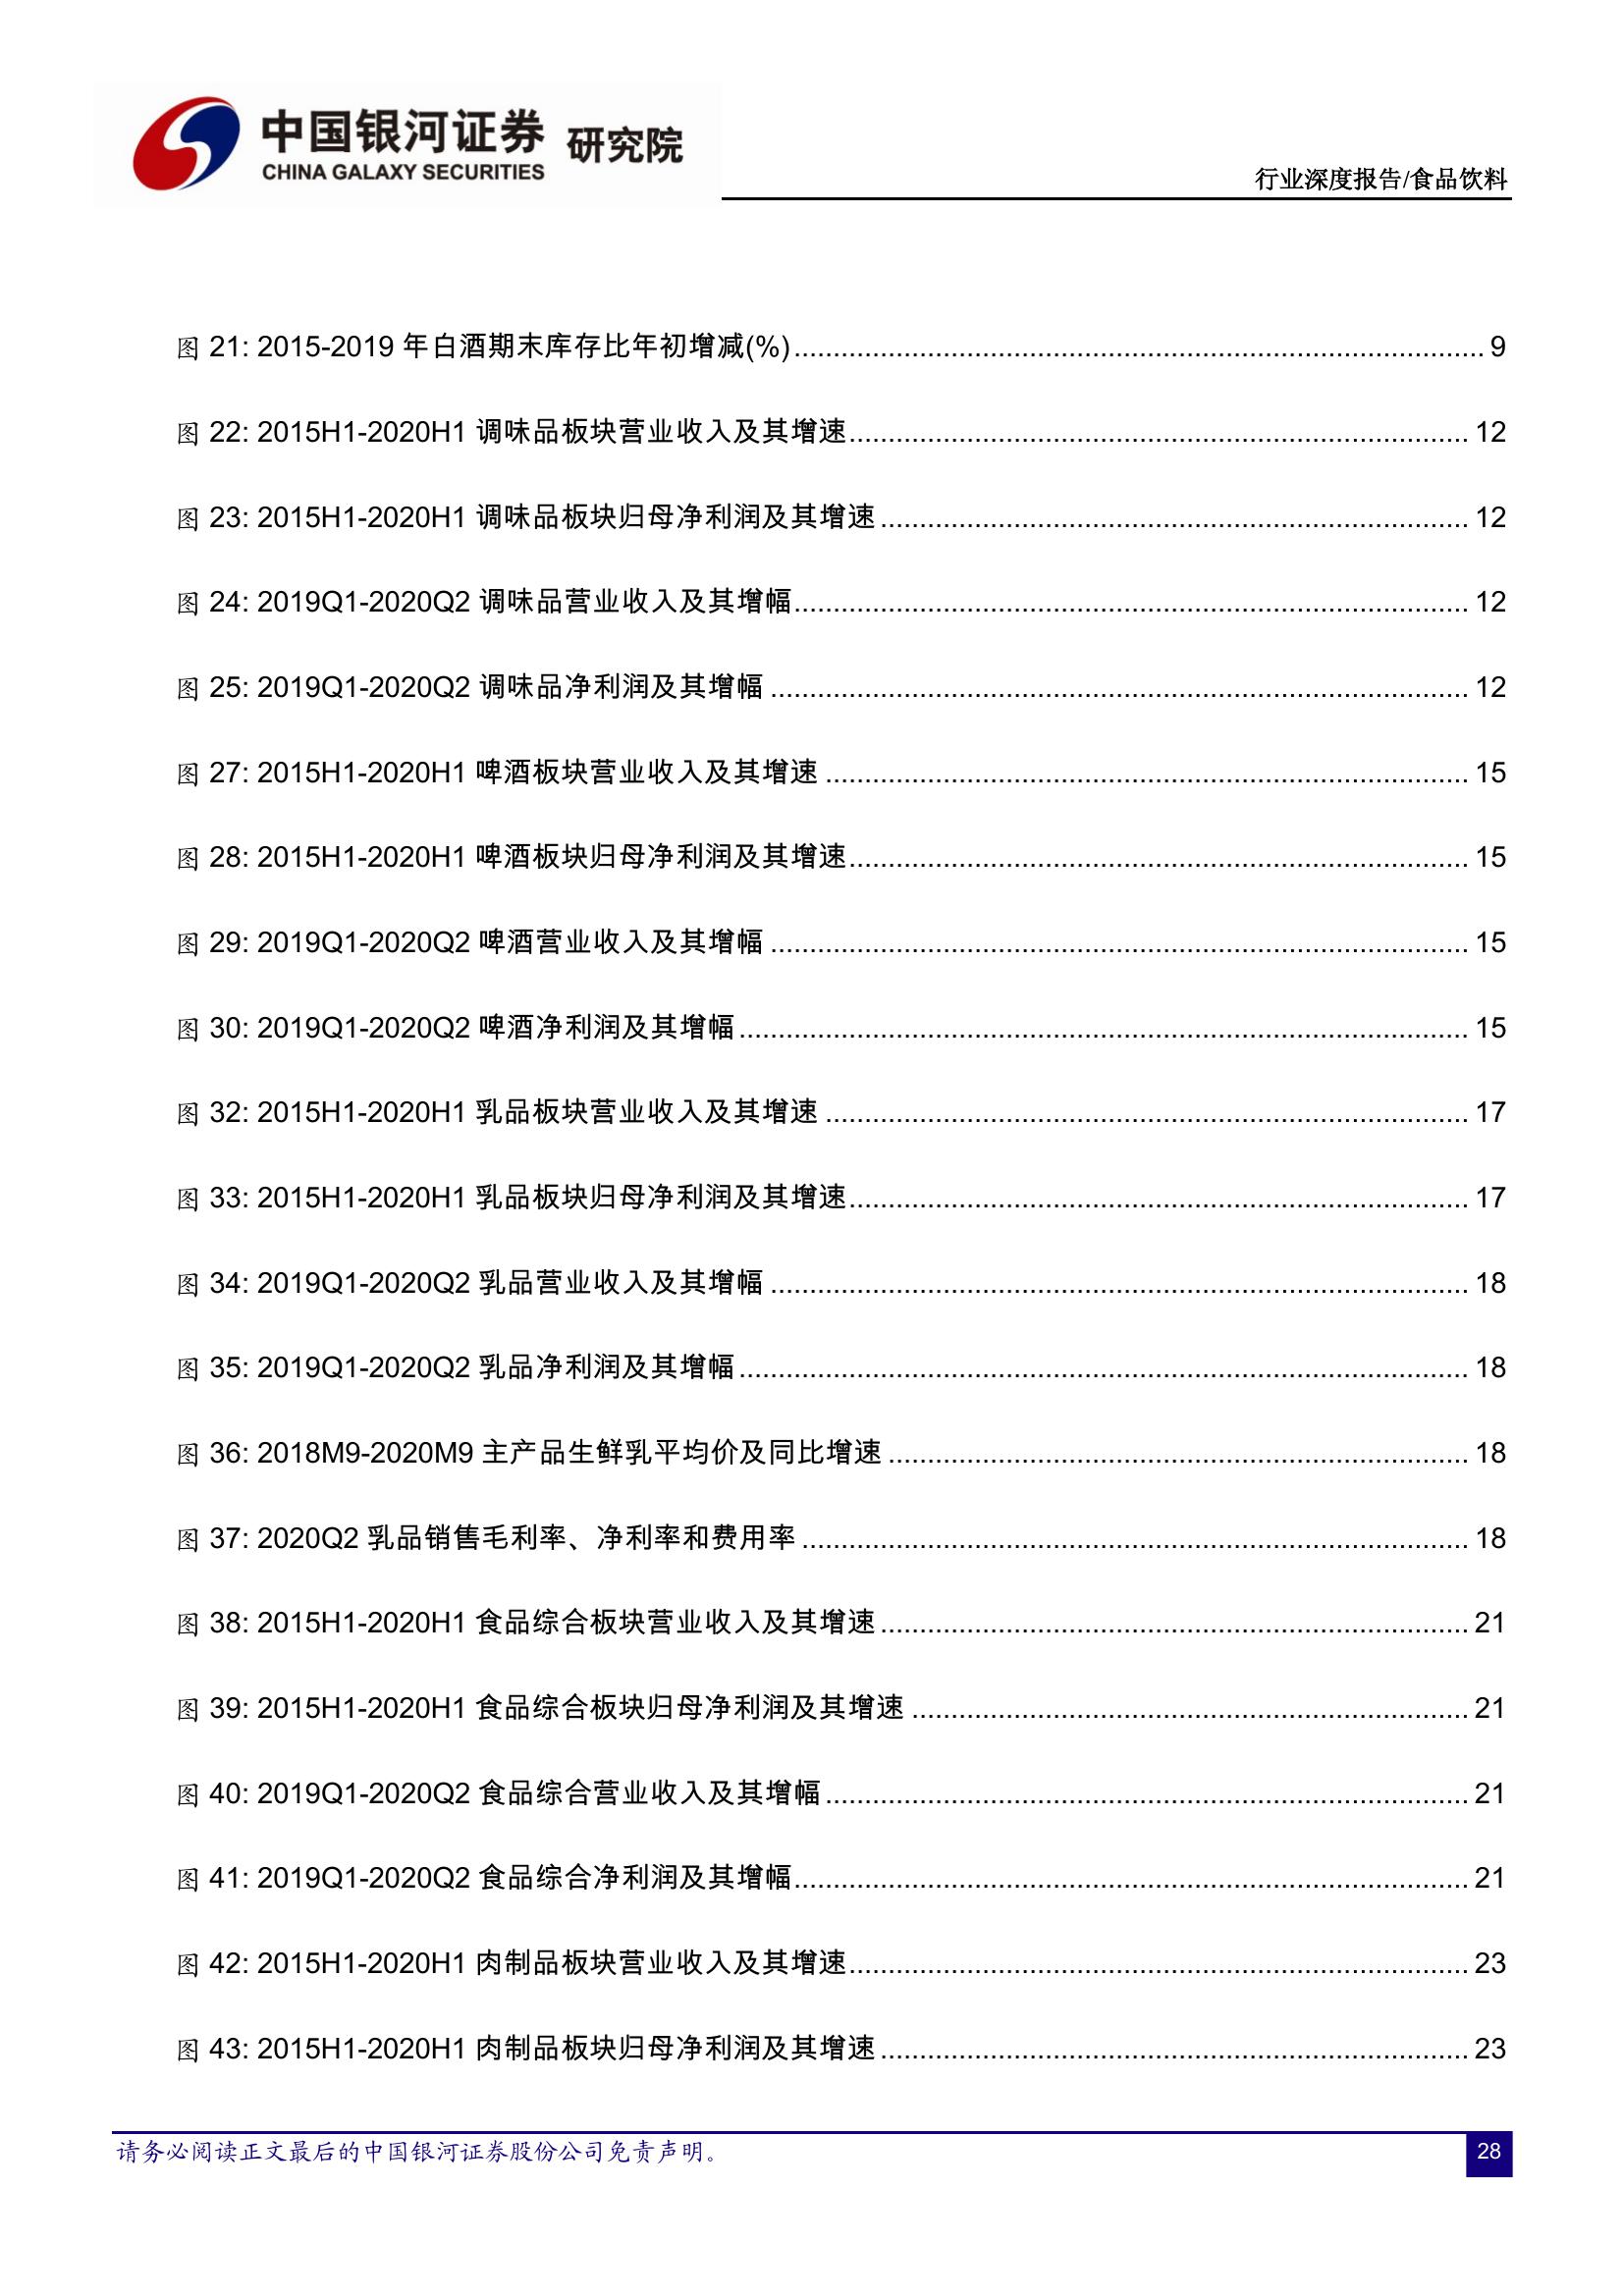 中国银河证券 研究院
CHINA GALAXY SECURITIES
行业深度报告/食品饮料
图 21: 2015-2019 年白酒期末库存比年初增减(%)........................ 9
图 22: 2015H1-2020H1 调味品板块营业收入及其增速........................ 12
图 23: 2015H1-2020H1 调味品板块归母净利润及其增速........................ 12
图 24: 2019Q1-2020Q2 调味品营业收入及其增幅........................ 12
图 25: 2019Q1-2020Q2 调味品净利润及其增幅........................ 12
图 27: 2015H1-2020H1 啤酒板块营业收入及其增速........................ 15
图 28: 2015H1-2020H1 啤酒板块归母净利润及其增速........................ 15
图 29: 2019Q1-2020Q2 啤酒营业收入及其增幅........................ 15
图 30: 2019Q1-2020Q2 啤酒净利润及其增幅........................ 15
图 32: 2015H1-2020H1 乳品板块营业收入及其增速........................ 17
图 33: 2015H1-2020H1 乳品板块归母净利润及其增速........................ 17
图 34: 2019Q1-2020Q2 乳品营业收入及其增幅........................ 18
图 35: 2019Q1-2020Q2 乳品净利润及其增幅........................ 18
图 36: 2018M9-2020M9 主产品生鲜乳平均价及同比增速........................ 18
图 37: 2020Q2 乳品销售毛利率、净利率和费用率........................ 18
图 38: 2015H1-2020H1 食品综合板块营业收入及其增速........................ 21
图 39: 2015H1-2020H1 食品综合板块归母净利润及其增速........................ 21
图 40: 2019Q1-2020Q2 食品综合营业收入及其增幅........................ 21
图 41: 2019Q1-2020Q2 食品综合净利润及其增幅........................ 21
图 42: 2015H1-2020H1 肉制品板块营业收入及其增速........................ 23
图 43: 2015H1-2020H1 肉制品板块归母净利润及其增速........................ 23
请务必阅读正文最后的中国银河证券股份公司免责声明。
28